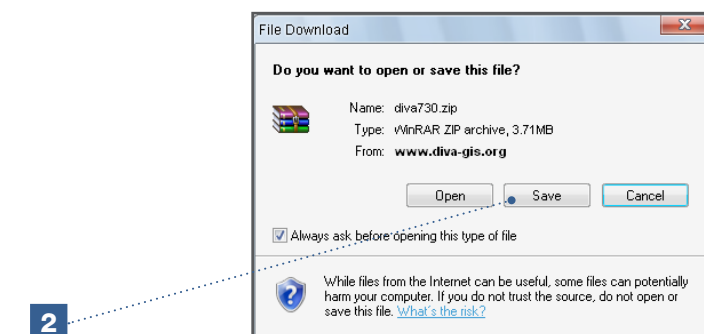 File Download
Do you want to open or save this file?
Name: diva730.zip
Type: WinRAR ZIP archive, 3.71MB
From: www.diva-gis.org
Open Save Cancel
Always ask before opening this type of file
While files from the Internet can be useful, some files can potentially
harm your computer. If you do not trust the source, do not open or
save this file. What's the risk?
2